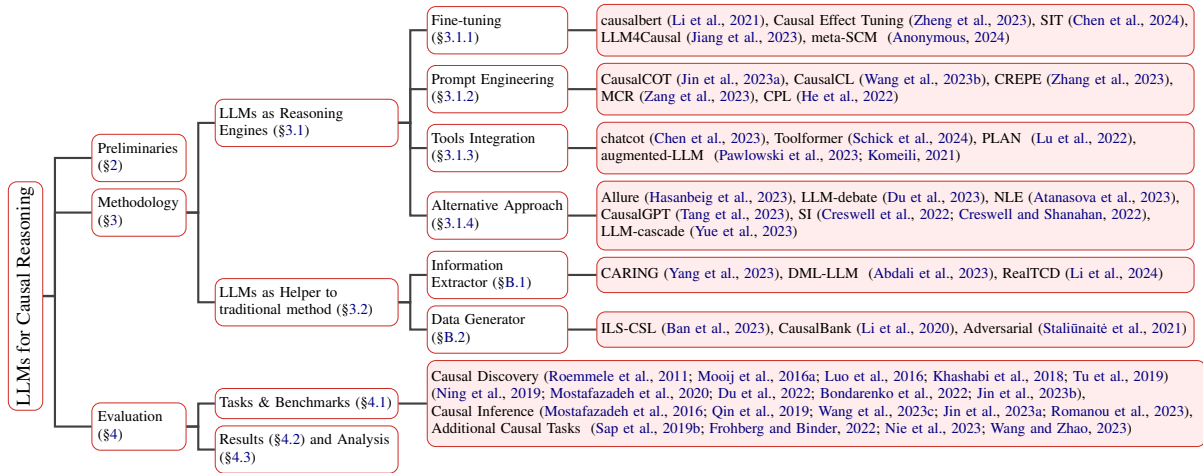 LLMs for Causal Reasoning
Preliminaries
(§2)
Methodology
(§3)
LLMs as Reasoning
Engines (§3.1)
Fine-tuning
(§3.1.1)
causalbert (Li et al., 2021), Causal Effect Tuning (Zheng et al., 2023), SIT (Chen et al., 2024),
LLM4Causal (Jiang et al., 2023), meta-SCM (Anonymous, 2024)
Prompt Engineering
(§3.1.2)
CausalCOT (Jin et al., 2023a), CausalCL (Wang et al., 2023b), CREPE (Zhang et al., 2023),
MCR (Zang et al., 2023), CPL (He et al., 2022)
Tools Integration
(§3.1.3)
chatcot (Chen et al., 2023), Toolformer (Schick et al., 2024), PLAN (Lu et al., 2022),
augmented-LLM (Pawlowski et al., 2023; Komeili, 2021)
Alternative Approach
(§3.1.4)
Allure (Hasanbeig et al., 2023), LLM-debate (Du et al., 2023), NLE (Atanasova et al., 2023),
CausalGPT (Tang et al., 2023), SI (Creswell et al., 2022; Creswell and Shanahan, 2022),
LLM-cascade (Yue et al., 2023)
LLMs as Helper to
traditional method (§3.2)
Information
Extractor (§B.1)
CARING (Yang et al., 2023), DML-LLM (Abdali et al., 2023), RealTCD (Li et al., 2024)
Data Generator
(§B.2)
ILS-CSL (Ban et al., 2023), CausalBank (Li et al., 2020), Adversarial (Staliūnaitė et al., 2021)
Evaluation
(§4)
Tasks & Benchmarks (§4.1)
Causal Discovery (Roemmele et al., 2011; Mooij et al., 2016a; Luo et al., 2016; Khashabi et al., 2018; Tu et al., 2019)
(Ning et al., 2019; Mostafazadeh et al., 2020; Du et al., 2022; Bondarenko et al., 2022; Jin et al., 2023b),
Causal Inference (Mostafazadeh et al., 2016; Qin et al., 2019; Wang et al., 2023c; Jin et al., 2023a; Romanou et al., 2023),
Additional Causal Tasks (Sap et al., 2019b; Frohberg and Binder, 2022; Nie et al., 2023; Wang and Zhao, 2023)
Results (§4.2) and Analysis
(§4.3)